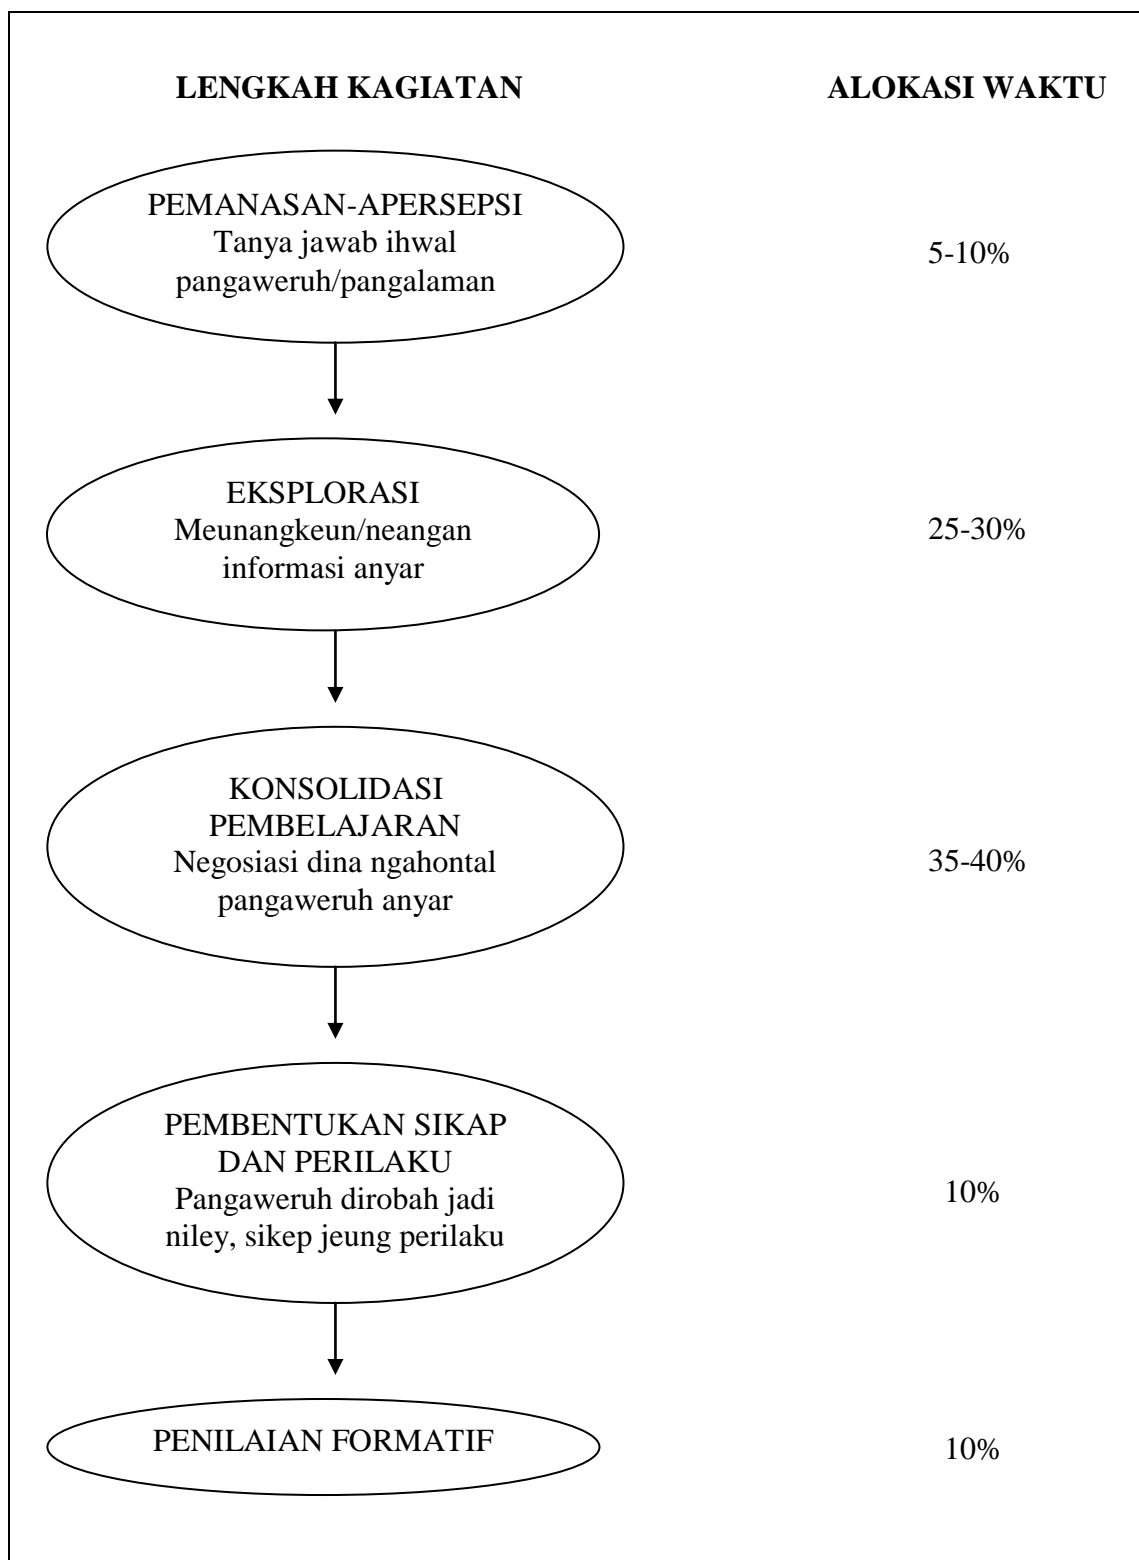 LENGKAH KAGIATAN
ALOKASI WAKTU
PEMANASAN-APERSEPSI
Tanya jawab ihwal
pangaweruh/pangalaman
5-10%
EKSPLORASI
Meunangkeun/neangan
informasi anyar
25-30%
KONSOLIDASI
PEMBELAJARAN
Negosiasi dina ngahontal
pangaweruh anyar
35-40%
PEMBENTUKAN SIKAP
DAN PERILAKU
Pangaweruh dirobah jadi
niley, sikep jeung perilaku
10%
PENILAIAN FORMATIF
10%